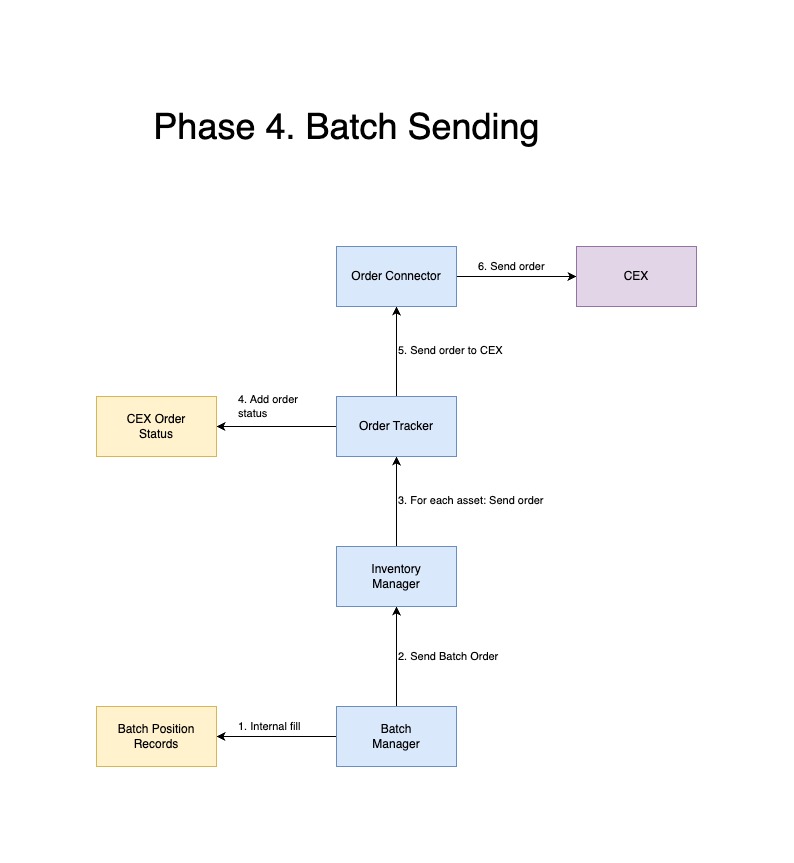 Phase 4. Batch Sending
Order Connector
6. Send order
CEX
5. Send order to CEX
4. Add order
status
CEX Order
Status
Order Tracker
3. For each asset: Send order
Inventory
Manager
2. Send Batch Order
Batch Position
Records
1. Internal fill
Batch
Manager